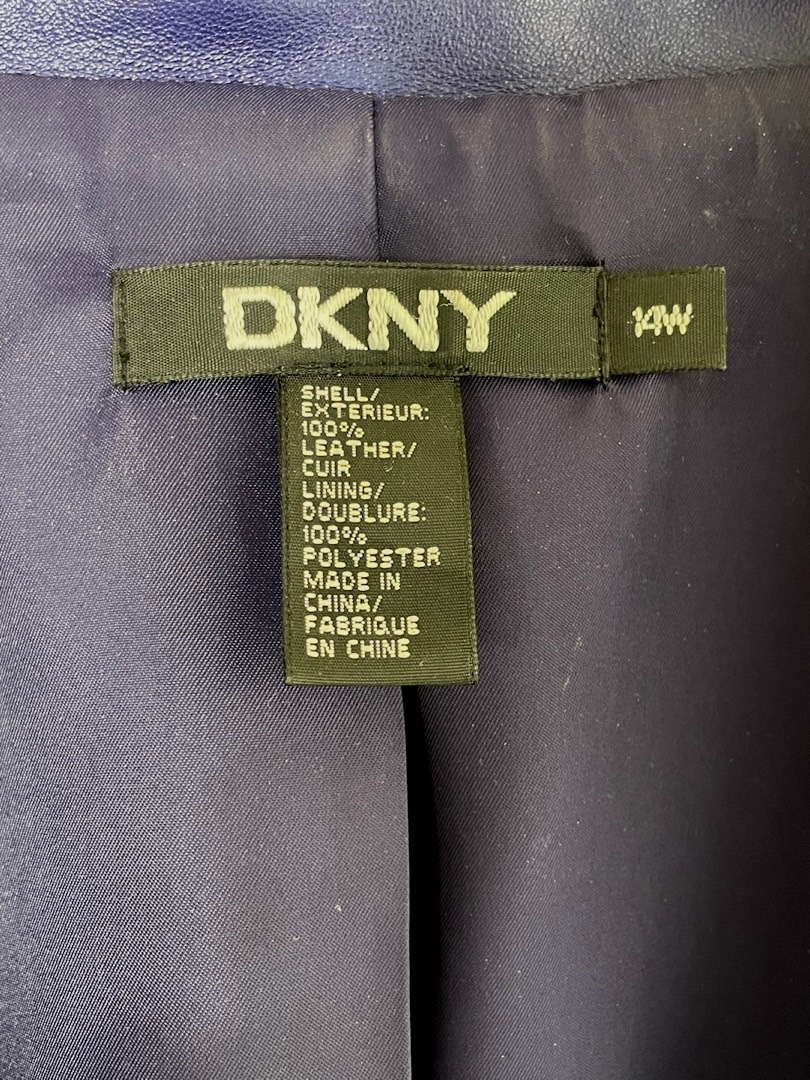 DKNY
14W
SHELL/
EXTERIEUR:
100%
LEATHER/
CUIR
LINING/
DOUBLURE:
100%
POLYESTER
MADE IN
CHINA/
FABRIQUE
EN CHINE